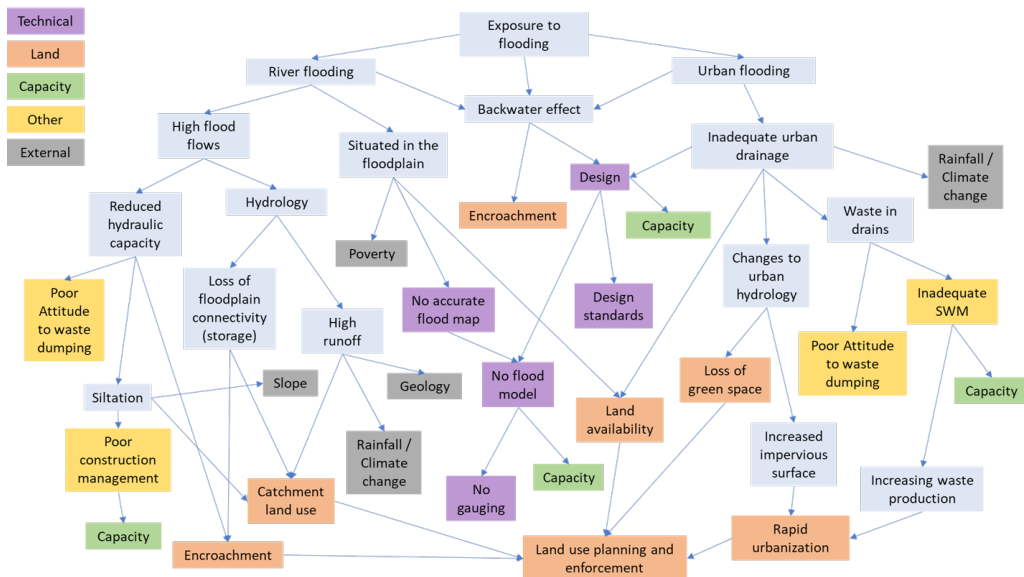 Technical
Land
Capacity
Other
External
Exposure to
flooding
River flooding
Urban flooding
Backwater effect
High flood
flows
Situated in the
floodplain
Inadequate urban
drainage
Rainfall /
Climate
change
Design
Reduced
hydraulic
capacity
Hydrology
Encroachment
Capacity
Waste in
drains
Poverty
Changes to
urban
hydrology
Poor
Attitude
to waste
dumping
Loss of
floodplain
connectivity
(storage)
No accurate
flood map
Design
standards
Inadequate
SWM
High
runoff
Poor Attitude
to waste
dumping
Siltation
Slope
Geology
No flood
model
Loss of
green space
Capacity
Land
availability
Poor
construction
management
Rainfall /
Climate
change
Increased
impervious
surface
Catchment
land use
No
gauging
Capacity
Increasing waste
production
Capacity
Encroachment
Land use planning and
enforcement
Rapid
urbanization